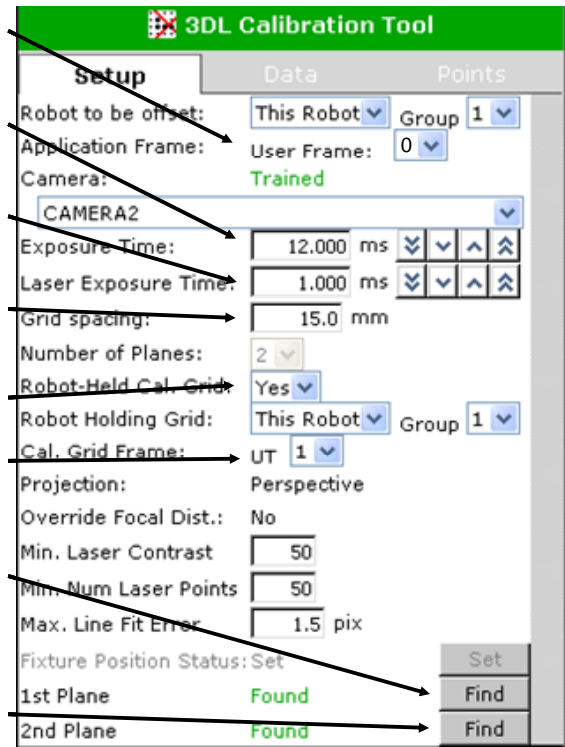 3DL Calibration Tool
Setup Data Points
Robot to be offset: This Robot Group 1
Application Frame: User Frame: 0
Camera: Trained
CAMERA2
Exposure Time: 12.000 ms
Laser Exposure Time: 1.000 ms
Grid spacing: 15.0 mm
Number of Planes: 2
Robot-Held Cal. Grid: Yes
Robot Holding Grid: This Robot Group 1
Cal. Grid Frame: UT 1
Projection: Perspective
Override Focal Dist.: No
Min. Laser Contrast 50
Min. Num Laser Points 50
Max. Line Fit Error 1.5 pix
Fixture Position Status: Set Set
1st Plane Found Find
2nd Plane Found Find